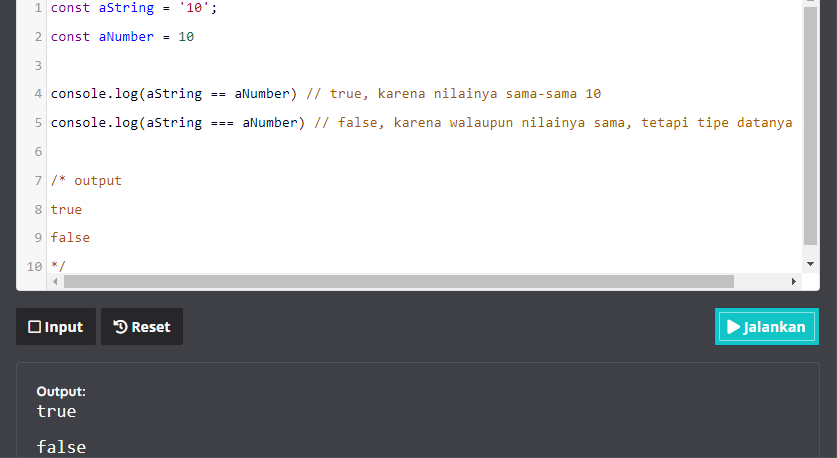 1 const aString = '10';
2 const aNumber = 10
3
4 console.log(aString == aNumber) // true, karena nilainya sama-sama 10
5 console.log(aString === aNumber) // false, karena walaupun nilainya sama, tetapi tipe datanya
6
7 /* output
8 true
9 false
10 */
Input Reset Jalankan
Output:
true
false